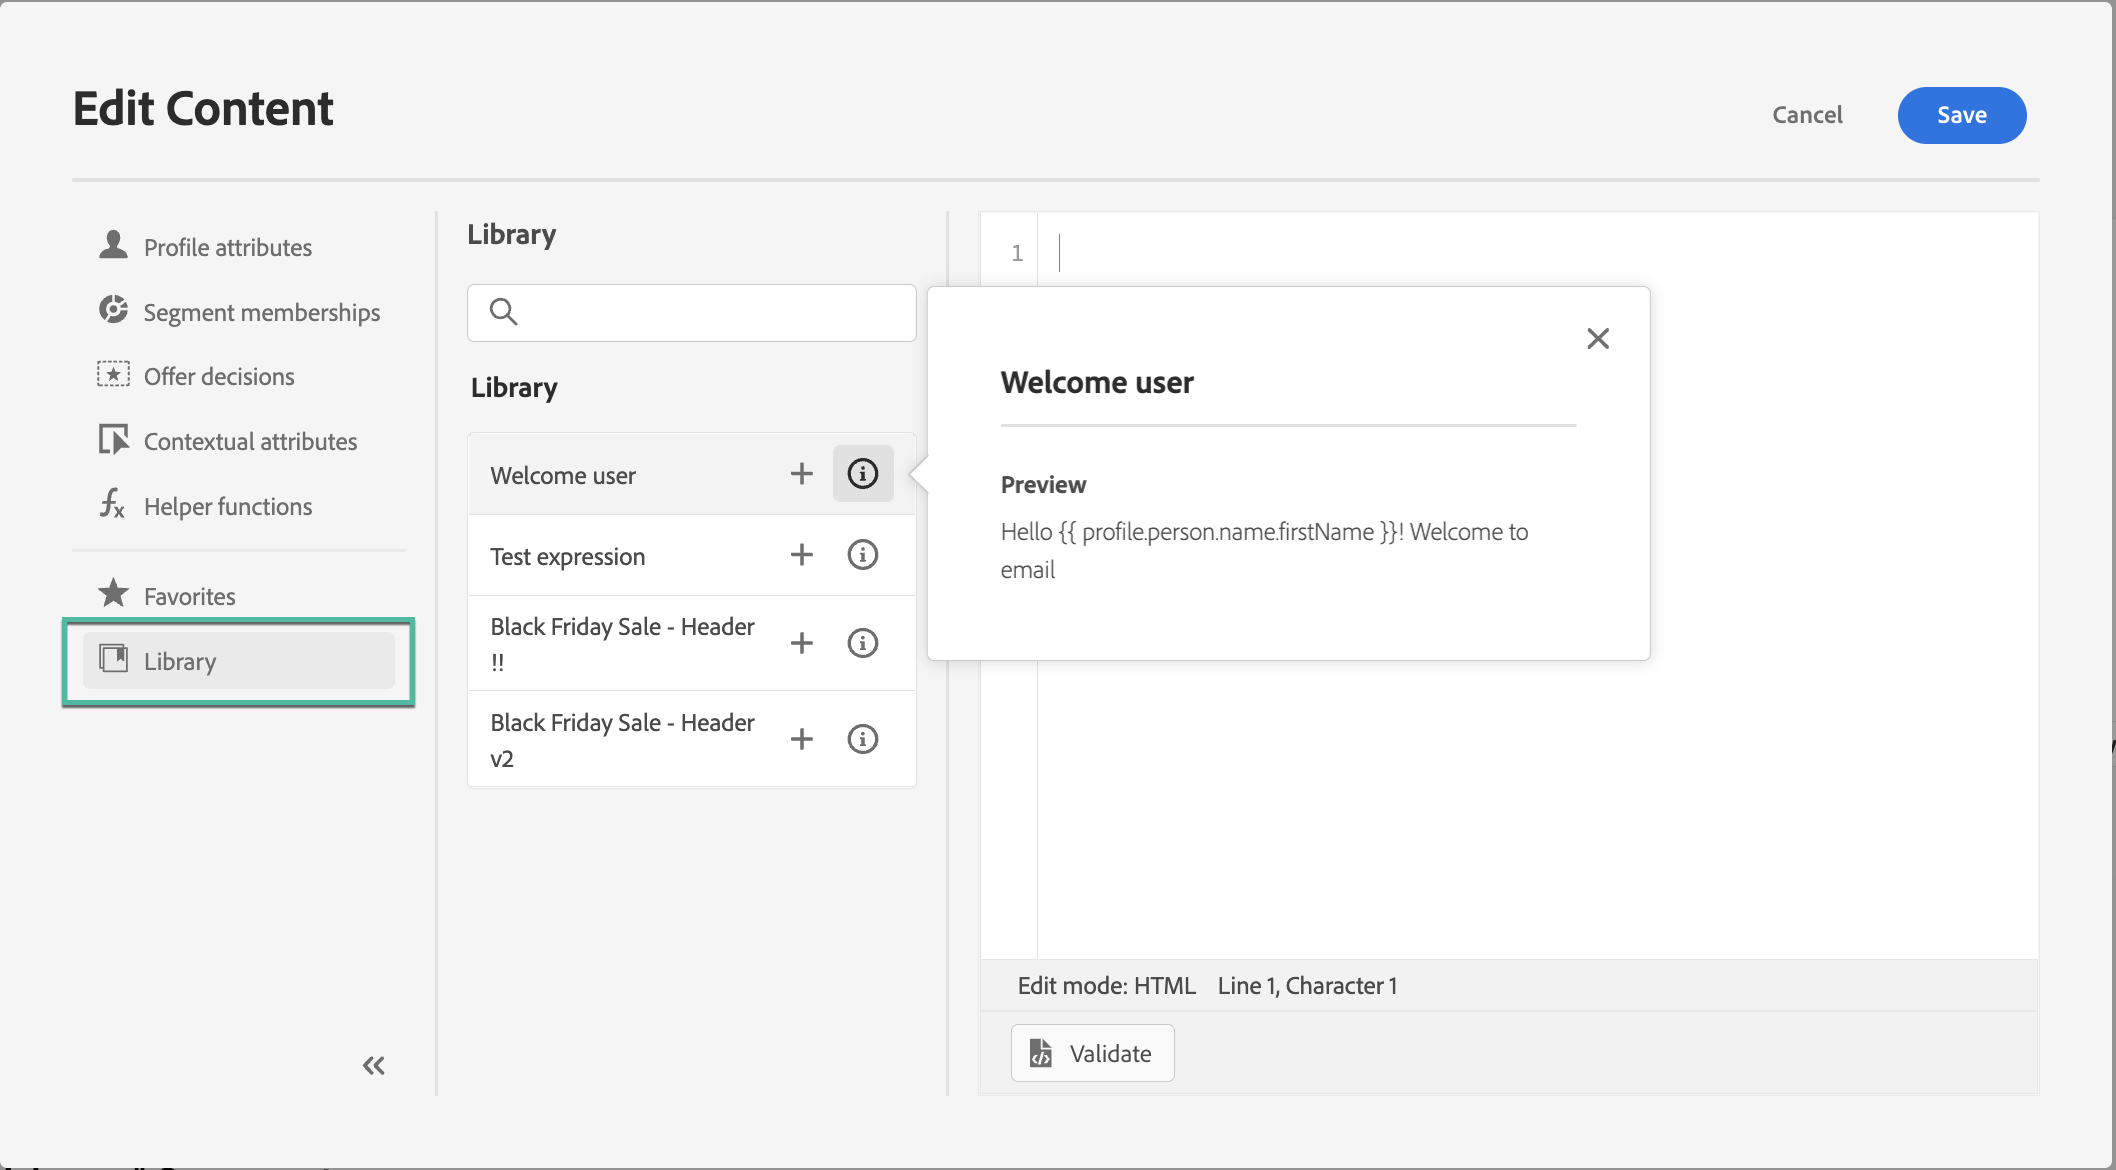 Edit Content
Cancel
Save
Profile attributes
Segment memberships
Offer decisions
Contextual attributes
Helper functions
Favorites
Library
Library
Library
Welcome user
Test expression
Black Friday Sale - Header
!!
Black Friday Sale - Header
v2
1
Welcome user
Preview
Hello {{ profile.person.name.firstName }}! Welcome to
email
Edit mode: HTML Line 1, Character 1
Validate